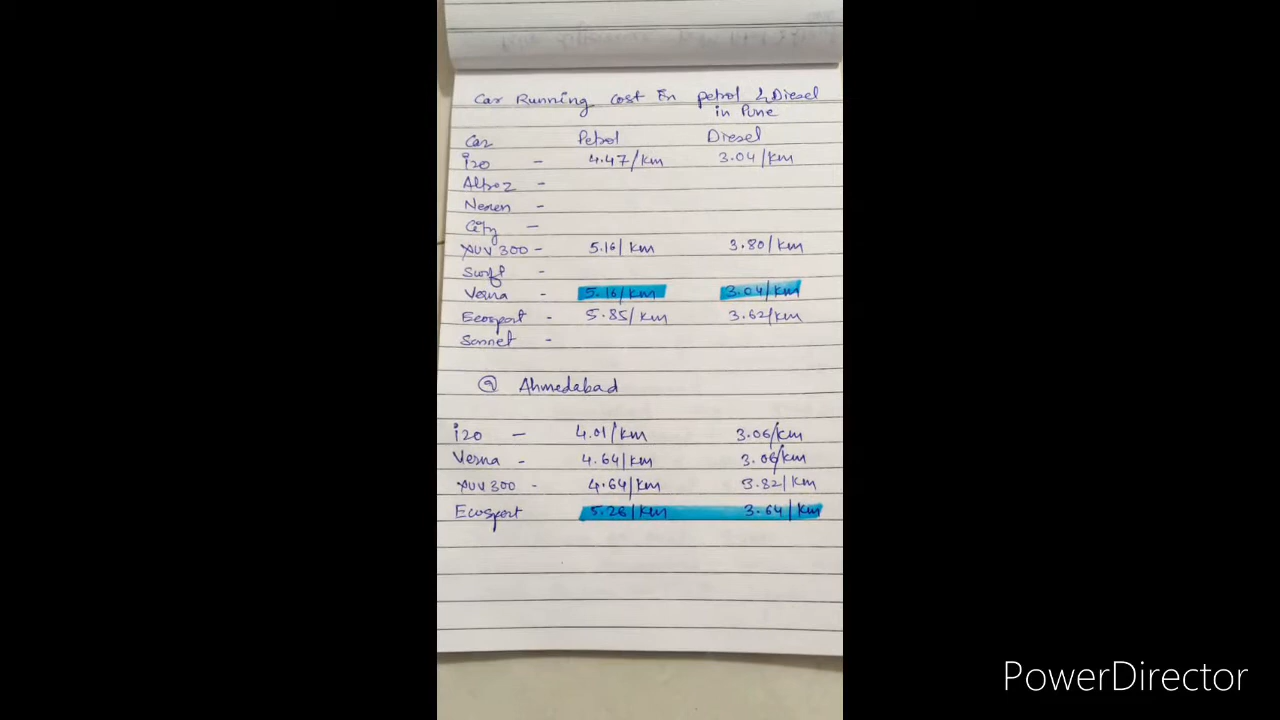 Car Running cost in petrol & Diesel
in Pune
Car Petrol Diesel
i20 - 4.47/km 3.04/km
Altroz -
Nexon -
City -
XUV 300 - 5.16/km 3.80/km
Swift -
Verna - 5.16/km 3.04/km
Ecosport - 5.85/km 3.62/km
Sonnet -
@ Ahmedabad
i20 - 4.01/km 3.06/km
Verna - 4.64/km 3.06/km
XUV 300 - 4.64/km 3.82/km
Ecosport 5.26/km 3.64/km
PowerDirector